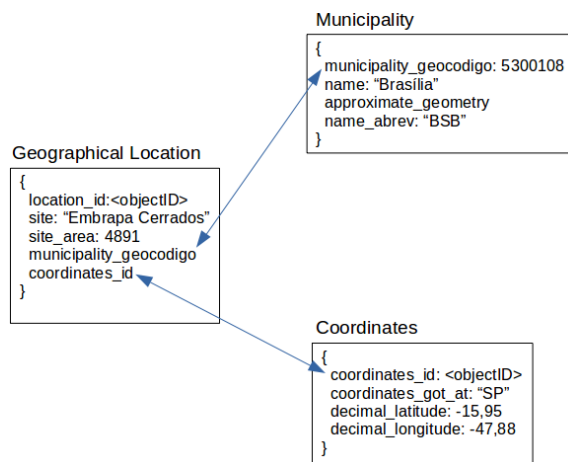 Municipality
{
municipality_geocodigo: 5300108
name: “Brasília”
approximate_geometry
name_abrev: “BSB”
}
Geographical Location
{
location_id:<objectID>
site: “Embrapa Cerrados”
site_area: 4891
municipality_geocodigo
coordinates_id
}
Coordinates
{
coordinates_id: <objectID>
coordinates_got_at: “SP”
decimal_latitude: -15,95
decimal_longitude: -47,88
}